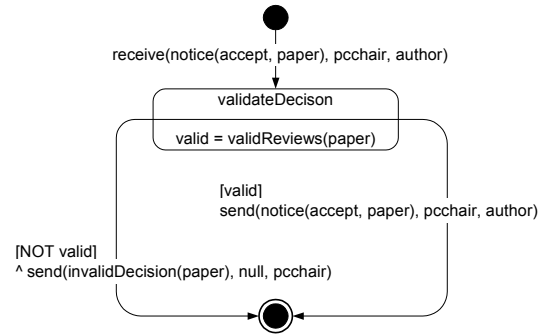 receive(notice(accept, paper), pcchair, author)
validateDecison
valid = validReviews(paper)
[valid]
send(notice(accept, paper), pcchair, author)
[NOT valid]
^ send(invalidDecision(paper), null, pcchair)